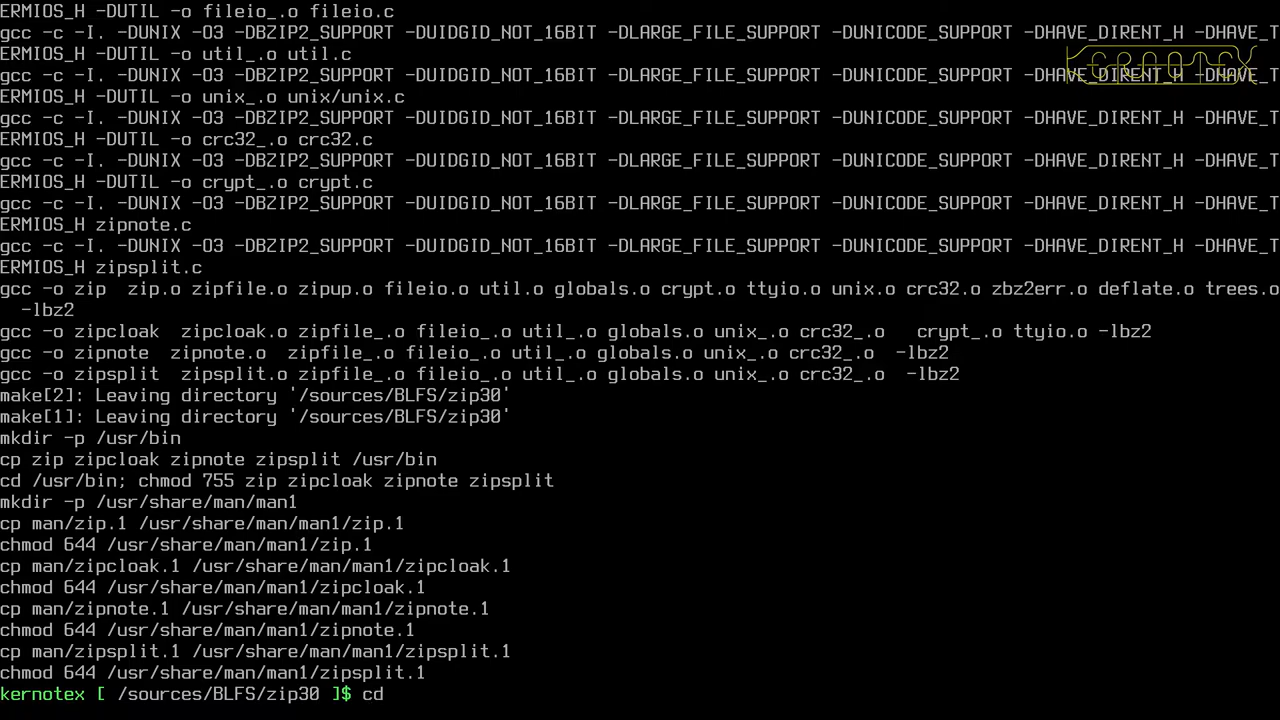 ERMIOS_H -DUTIL -o fileio_.o fileio.c
gcc -c -I. -DUNIX -O3 -DBZIP2_SUPPORT -DUIDGID_NOT_16BIT -DLARGE_FILE_SUPPORT -DUNICODE_SUPPORT -DHAVE_DIRENT_H -DHAVE_T
ERMIOS_H -DUTIL -o util_.o util.c
KERNOTEX
gcc -c -I. -DUNIX -O3 -DBZIP2_SUPPORT -DUIDGID_NOT_16BIT -DLARGE_FILE_SUPPORT -DUNICODE_SUPPORT -DHAVE_DIRENT_H -DHAVE_T
ERMIOS_H -DUTIL -o unix_.o unix/unix.c
gcc -c -I. -DUNIX -O3 -DBZIP2_SUPPORT -DUIDGID_NOT_16BIT -DLARGE_FILE_SUPPORT -DUNICODE_SUPPORT -DHAVE_DIRENT_H -DHAVE_T
ERMIOS_H -DUTIL -o crc32_.o crc32.c
gcc -c -I. -DUNIX -O3 -DBZIP2_SUPPORT -DUIDGID_NOT_16BIT -DLARGE_FILE_SUPPORT -DUNICODE_SUPPORT -DHAVE_DIRENT_H -DHAVE_T
ERMIOS_H -DUTIL -o crypt_.o crypt.c
gcc -c -I. -DUNIX -O3 -DBZIP2_SUPPORT -DUIDGID_NOT_16BIT -DLARGE_FILE_SUPPORT -DUNICODE_SUPPORT -DHAVE_DIRENT_H -DHAVE_T
ERMIOS_H zipnote.c
gcc -c -I. -DUNIX -O3 -DBZIP2_SUPPORT -DUIDGID_NOT_16BIT -DLARGE_FILE_SUPPORT -DUNICODE_SUPPORT -DHAVE_DIRENT_H -DHAVE_T
ERMIOS_H zipsplit.c
gcc -o zip  zip.o zipfile.o zipup.o fileio.o util.o globals.o crypt.o ttyio.o unix.o crc32.o zbz2err.o deflate.o trees.o
  -lbz2
gcc -o zipcloak  zipcloak.o zipfile_.o fileio_.o util_.o globals.o unix_.o crc32_.o   crypt_.o ttyio.o -lbz2
gcc -o zipnote  zipnote.o  zipfile_.o fileio_.o util_.o globals.o unix_.o crc32_.o  -lbz2
gcc -o zipsplit  zipsplit.o zipfile_.o fileio_.o util_.o globals.o unix_.o crc32_.o  -lbz2
make[2]: Leaving directory '/sources/BLFS/zip30'
make[1]: Leaving directory '/sources/BLFS/zip30'
mkdir -p /usr/bin
cp zip zipcloak zipnote zipsplit /usr/bin
cd /usr/bin; chmod 755 zip zipcloak zipnote zipsplit
mkdir -p /usr/share/man/man1
cp man/zip.1 /usr/share/man/man1/zip.1
chmod 644 /usr/share/man/man1/zip.1
cp man/zipcloak.1 /usr/share/man/man1/zipcloak.1
chmod 644 /usr/share/man/man1/zipcloak.1
cp man/zipnote.1 /usr/share/man/man1/zipnote.1
chmod 644 /usr/share/man/man1/zipnote.1
cp man/zipsplit.1 /usr/share/man/man1/zipsplit.1
chmod 644 /usr/share/man/man1/zipsplit.1
kernotex [ /sources/BLFS/zip30 ]$ cd